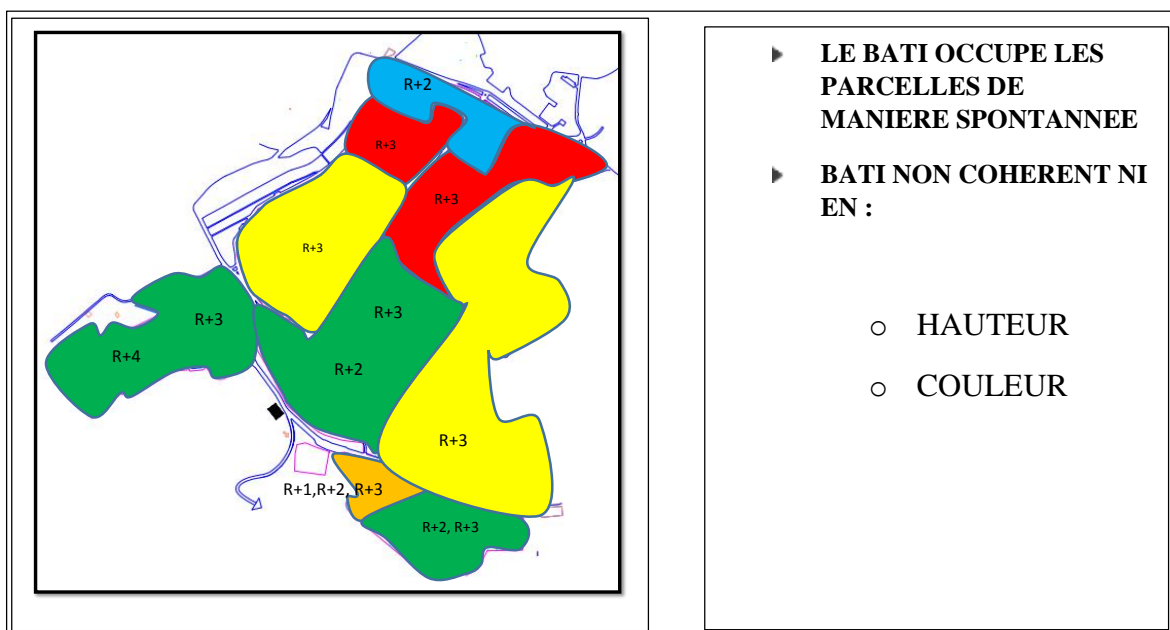 R+2
R+3
R+3
R+3
R+3
R+3
R+4
R+2
R+3
R+1,R+2, R+3
R+2, R+3
LE BATI OCCUPE LES
PARCELLES DE
MANIERE SPONTANNEE
BATI NON COHERENT NI
EN :
o HAUTEUR
o COULEUR